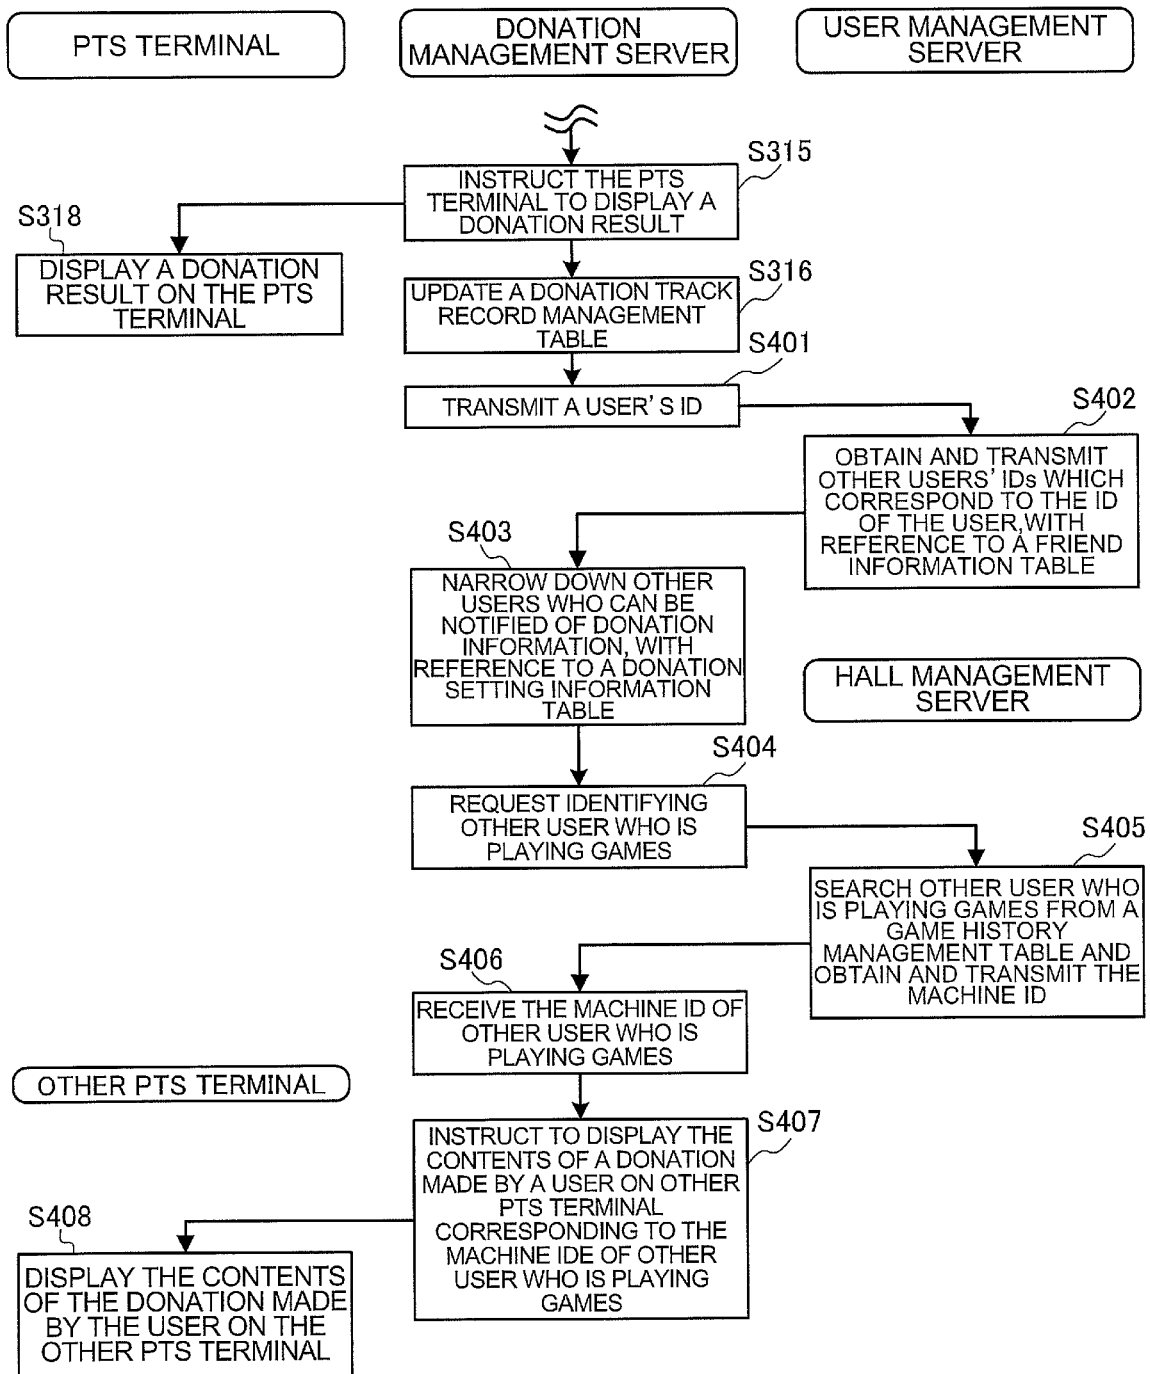 PTS TERMINAL
DONATION
MANAGEMENT SERVER
USER MANAGEMENT
SERVER
S315
INSTRUCT THE PTS
TERMINAL TO DISPLAY A
DONATION RESULT
S318
DISPLAY A DONATION
RESULT ON THE PTS
TERMINAL
S316
UPDATE A DONATION TRACK
RECORD MANAGEMENT
TABLE
S401
TRANSMIT A USER'S ID
S402
OBTAIN AND TRANSMIT
OTHER USERS' IDs WHICH
CORRESPOND TO THE ID
OF THE USER,WITH
REFERENCE TO A FRIEND
INFORMATION TABLE
S403
NARROW DOWN OTHER
USERS WHO CAN BE
NOTIFIED OF DONATION
INFORMATION, WITH
REFERENCE TO A DONATION
SETTING INFORMATION
TABLE
HALL MANAGEMENT
SERVER
S404
REQUEST IDENTIFYING
OTHER USER WHO IS
PLAYING GAMES
S405
SEARCH OTHER USER WHO
IS PLAYING GAMES FROM A
GAME HISTORY
MANAGEMENT TABLE AND
OBTAIN AND TRANSMIT THE
MACHINE ID
S406
RECEIVE THE MACHINE ID OF
OTHER USER WHO IS
PLAYING GAMES
OTHER PTS TERMINAL
S407
INSTRUCT TO DISPLAY THE
CONTENTS OF A DONATION
MADE BY A USER ON OTHER
PTS TERMINAL
CORRESPONDING TO THE
MACHINE IDE OF OTHER
USER WHO IS PLAYING
GAMES
S408
DISPLAY THE CONTENTS
OF THE DONATION MADE
BY THE USER ON THE
OTHER PTS TERMINAL